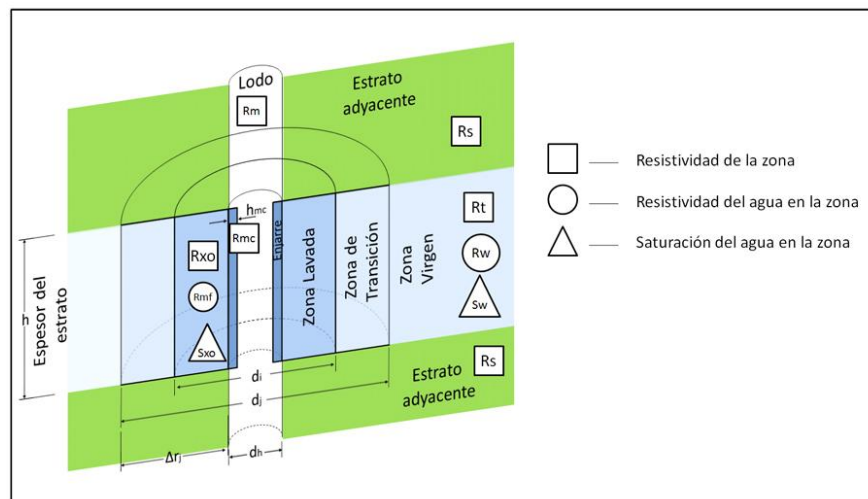 Lodo
Rm
Estrato
adyacente
Rs
hmc
Rmc
Enjarre
Rxo
Rmf
Sxo
Zona Lavada
Zona de
Transición
Zona
Virgen
Rt
Rw
Sw
h
Espesor del
estrato
di
dj
Rs
Estrato
adyacente
Δrj
dh
Resistividad de la zona
Resistividad del agua en la zona
Saturación del agua en la zona